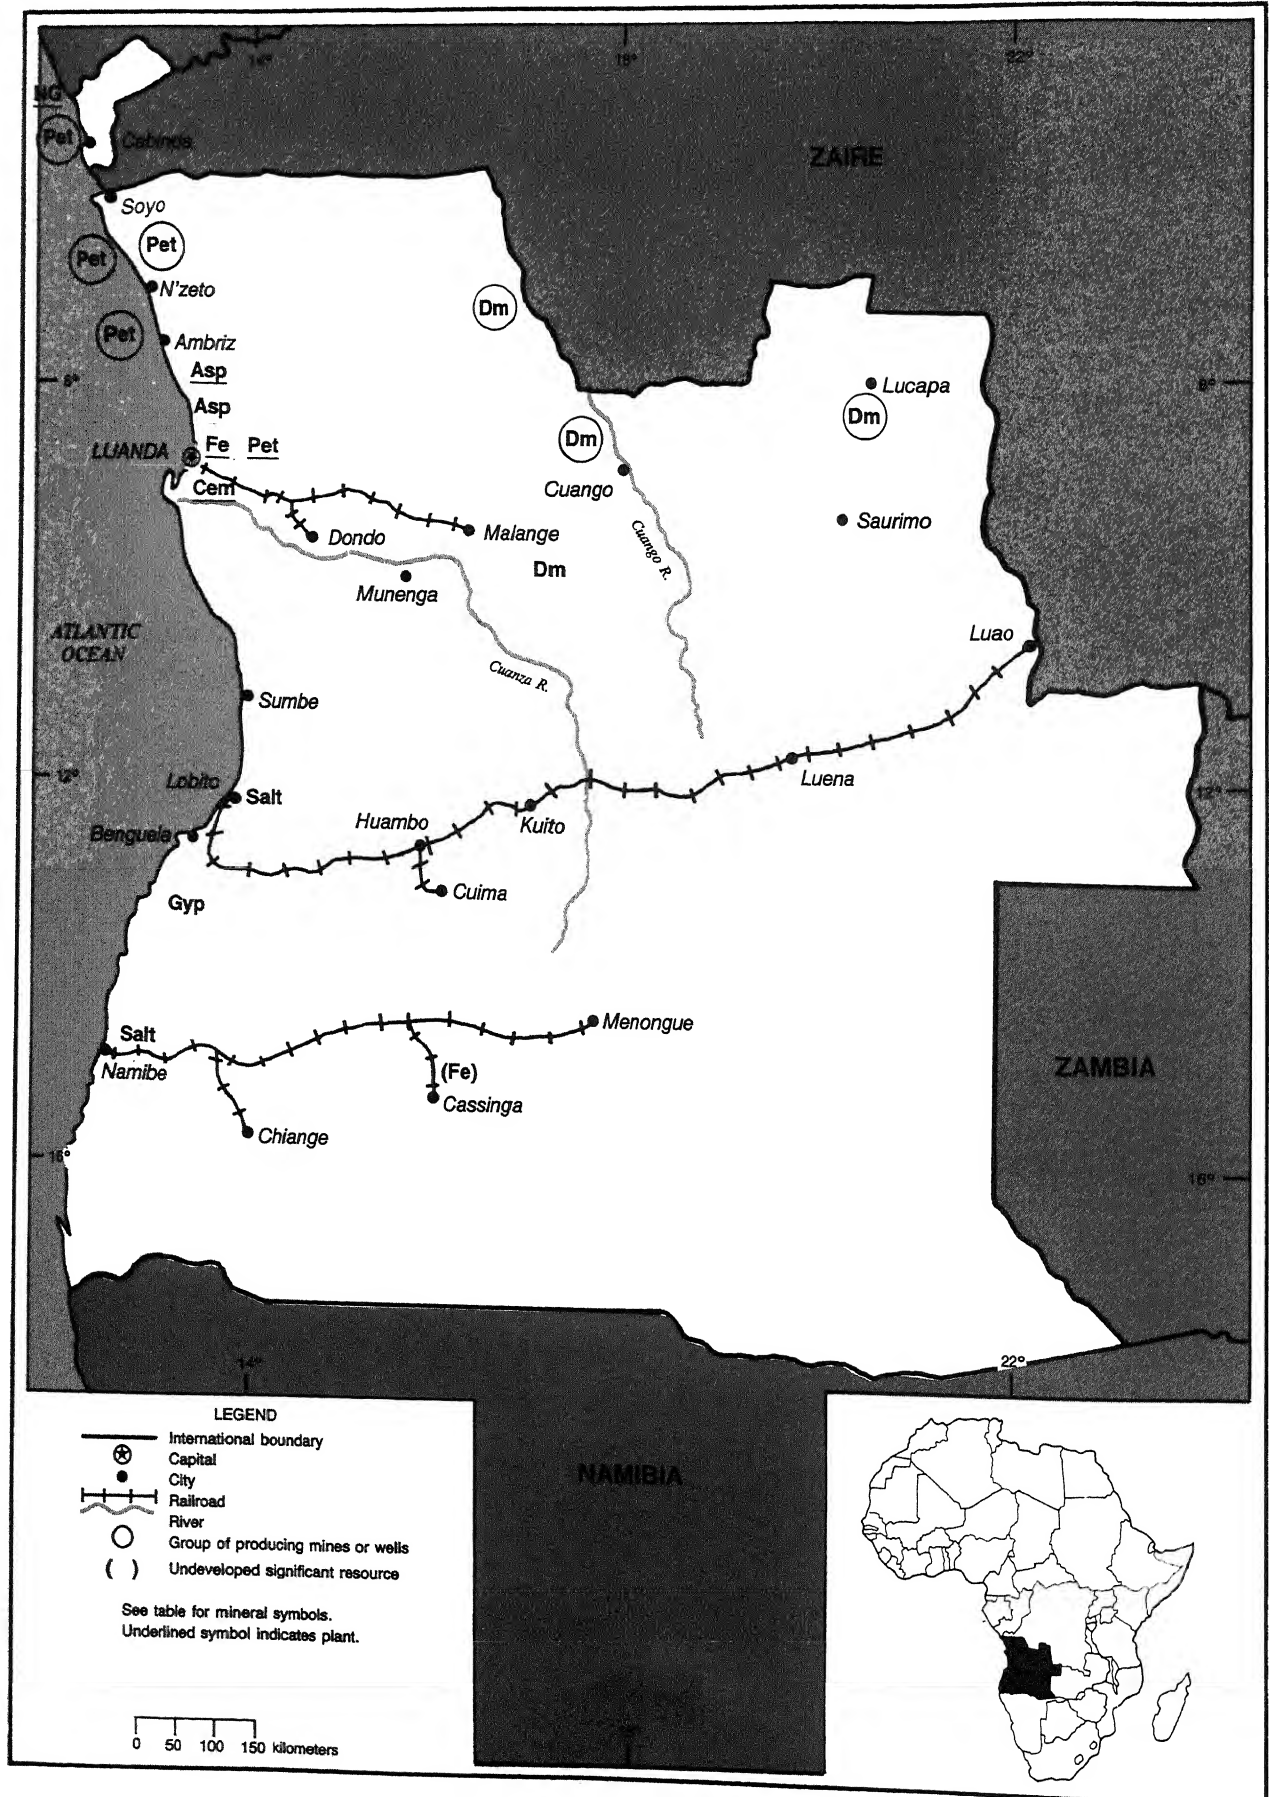 14°
18°
22°
NG
Pet
Cabinda
ZAIRE
Soyo
Pet
Pet
N'zeto
Dm
Pet
Ambriz
Asp
8°
Lucapa
8°
Asp
Dm
LUANDA
Fe
Pet
Dm
Cem
Cuango
Saurimo
Dondo
Malange
Cuango R.
Dm
Munenga
ATLANTIC
OCEAN
Luao
Cuanza R.
Sumbe
12°
Lobito
Salt
Luena
12°
Benguela
Huambo
Kuito
Cuima
Gyp
Salt
Menongue
Namibe
(Fe)
ZAMBIA
Cassinga
Chiange
16°
16°
14°
22°
LEGEND
International boundary
Capital
City
Railroad
River
Group of producing mines or wells
( ) Undeveloped significant resource
See table for mineral symbols.
Underlined symbol indicates plant.
NAMIBIA
0 50 100 150 kilometers